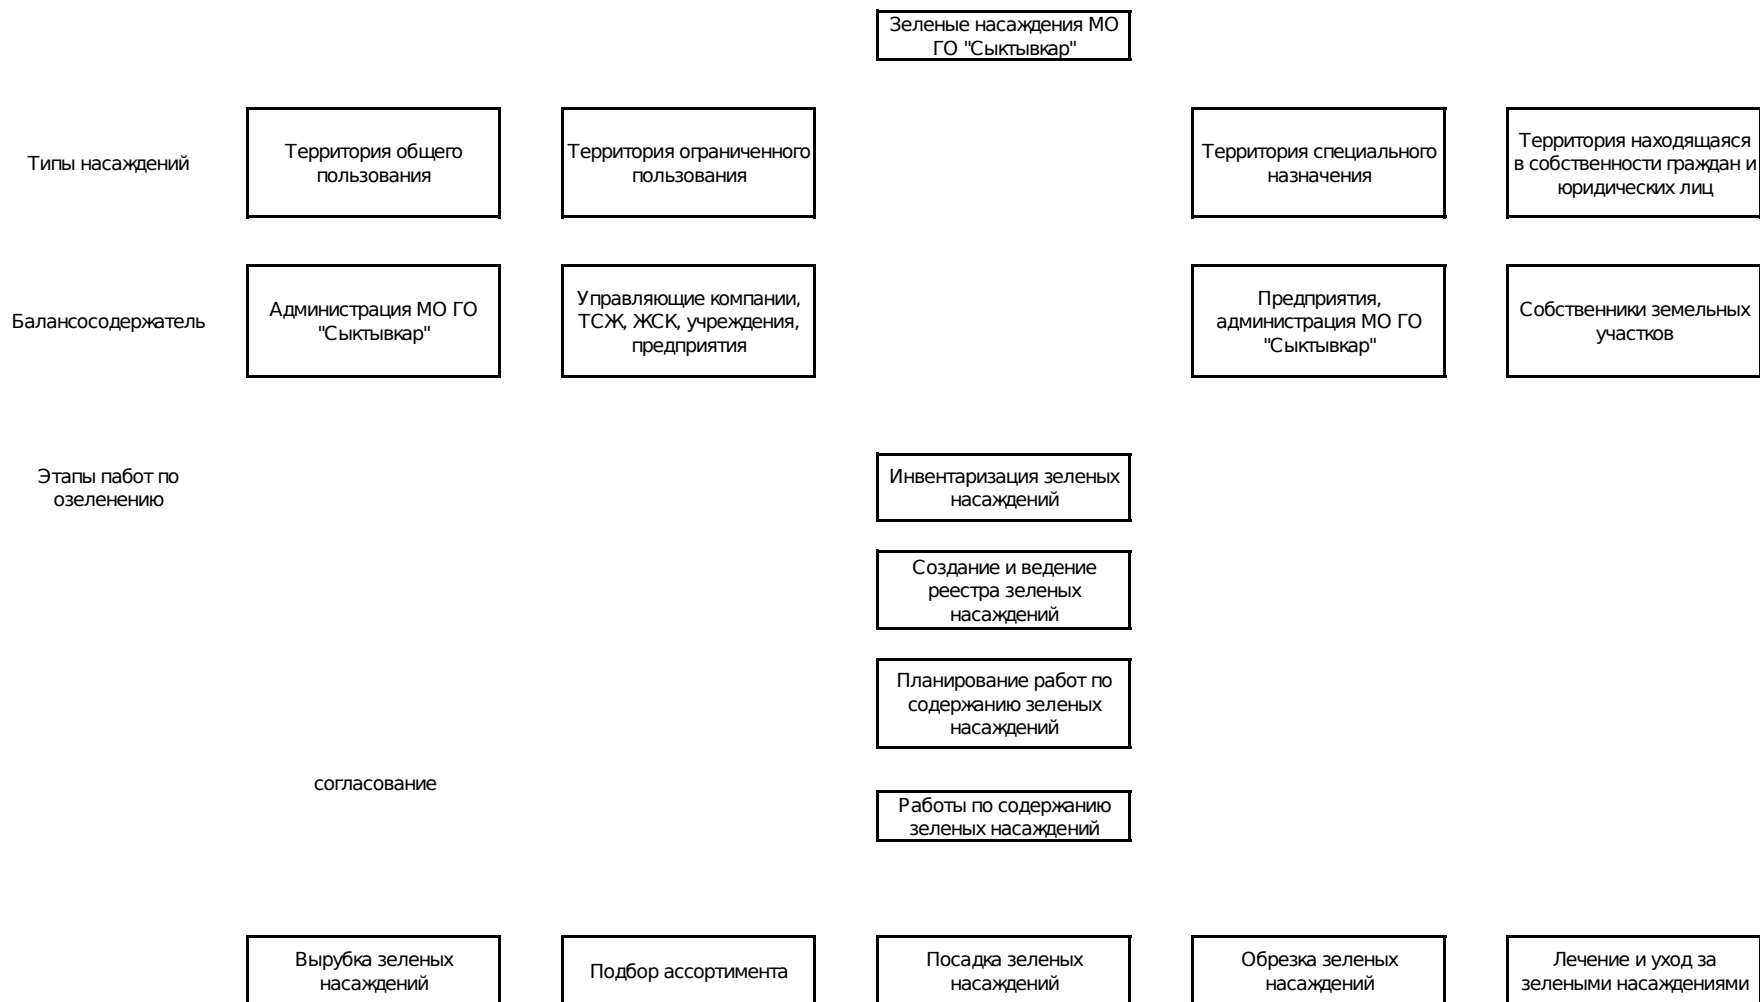 Зеленые насаждения МО
ГО "Сыктывкар"
Типы насаждений
Территория общего
пользования
Территория ограниченного
пользования
Территория специального
назначения
Территория находящаяся
в собственности граждан и
юридических лиц
Балансосодержатель
Администрация МО ГО
"Сыктывкар"
Управляющие компании,
ТСЖ, ЖСК, учреждения,
предприятия
Предприятия,
администрация МО ГО
"Сыктывкар"
Собственники земельных
участков
Этапы пабот по
озеленению
Инвентаризация зеленых
насаждений
Создание и ведение
реестра зеленых
насаждений
Планирование работ по
содержанию зеленых
насаждений
согласование
Работы по содержанию
зеленых насаждений
Вырубка зеленых
насаждений
Подбор ассортимента
Посадка зеленых
насаждений
Обрезка зеленых
насаждений
Лечение и уход за
зелеными насаждениями